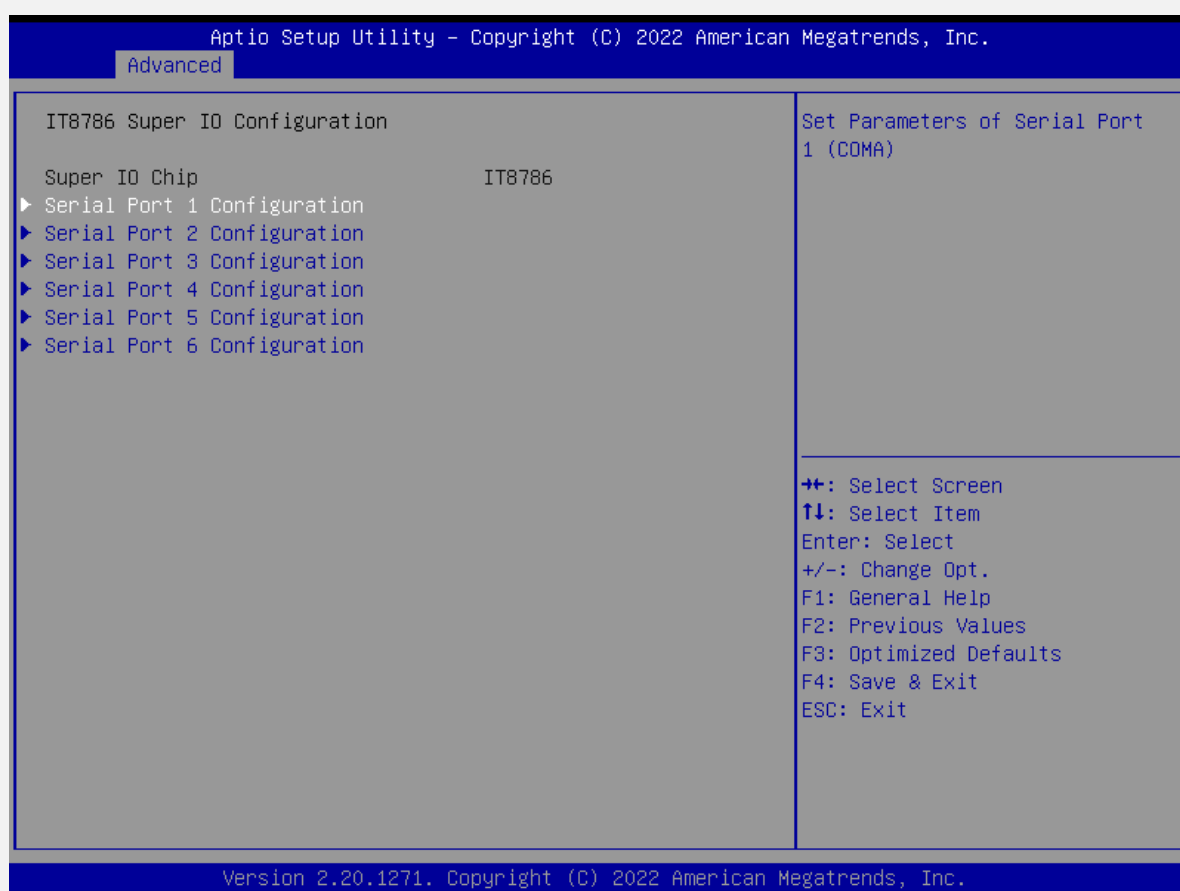 Aptio Setup Utility – Copyright (C) 2022 American Megatrends, Inc.
Advanced
IT8786 Super IO Configuration
Super IO Chip IT8786
▶ Serial Port 1 Configuration
▶ Serial Port 2 Configuration
▶ Serial Port 3 Configuration
▶ Serial Port 4 Configuration
▶ Serial Port 5 Configuration
▶ Serial Port 6 Configuration
Set Parameters of Serial Port
1 (COMA)
→←: Select Screen
↑↓: Select Item
Enter: Select
+/-: Change Opt.
F1: General Help
F2: Previous Values
F3: Optimized Defaults
F4: Save & Exit
ESC: Exit
Version 2.20.1271. Copyright (C) 2022 American Megatrends, Inc.